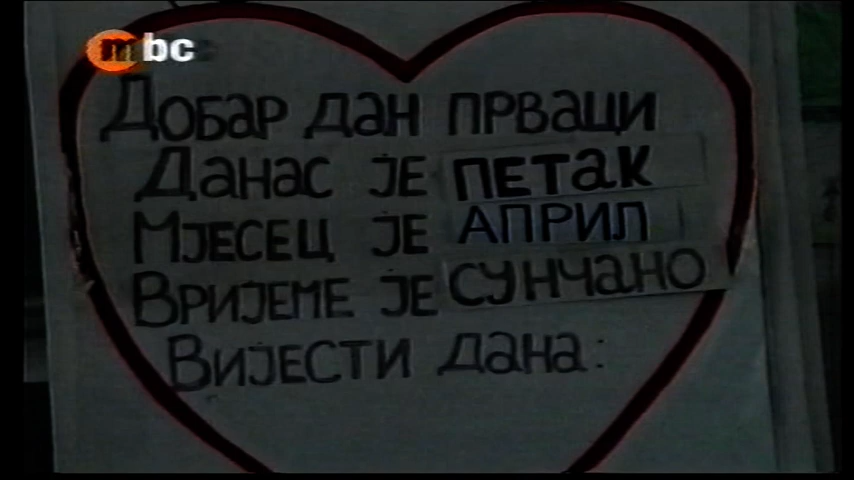 mbc
Добар дан прваци
Данас је ПЕТак
Мјесец је АПРИЛ
Вријеме је сунчано
Вијести дана: